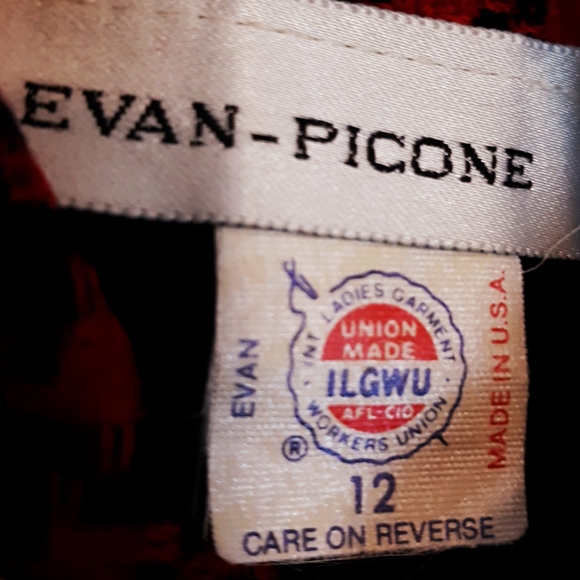 EVAN-PICONE
EVAN
INT. LADIES GARMENT
UNION
MADE
ILGWU
AFL-CIO
WORKERS UNION
®
MADE IN U.S.A.
12
CARE ON REVERSE